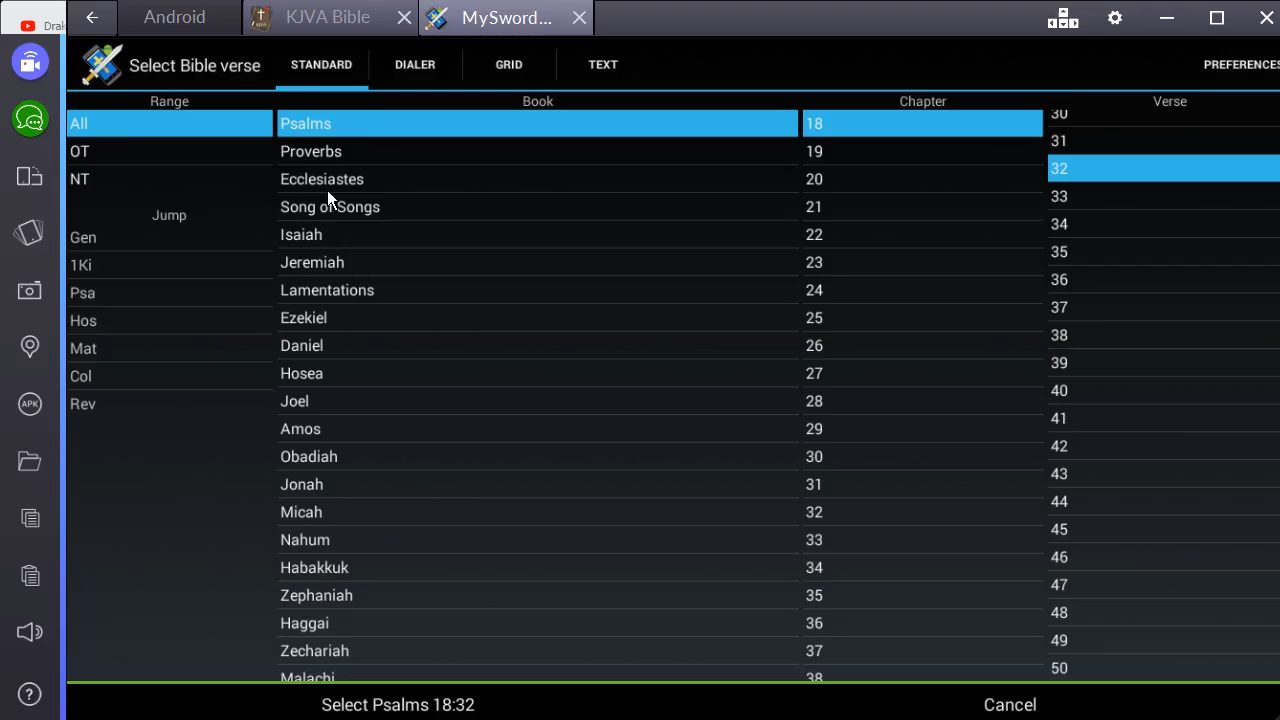 Drak
Android
KJVA Bible
MySword...
Select Bible verse
STANDARD
DIALER
GRID
TEXT
PREFERENCES
Range
Book
Chapter
Verse
All
OT
NT
Jump
Gen
1Ki
Psa
Hos
Mat
Col
Rev
Psalms
Proverbs
Ecclesiastes
Song of Songs
Isaiah
Jeremiah
Lamentations
Ezekiel
Daniel
Hosea
Joel
Amos
Obadiah
Jonah
Micah
Nahum
Habakkuk
Zephaniah
Haggai
Zechariah
Malachi
18
19
20
21
22
23
24
25
26
27
28
29
30
31
32
33
34
35
36
37
38
30
31
32
33
34
35
36
37
38
39
40
41
42
43
44
45
46
47
48
49
50
APK
Select Psalms 18:32
Cancel